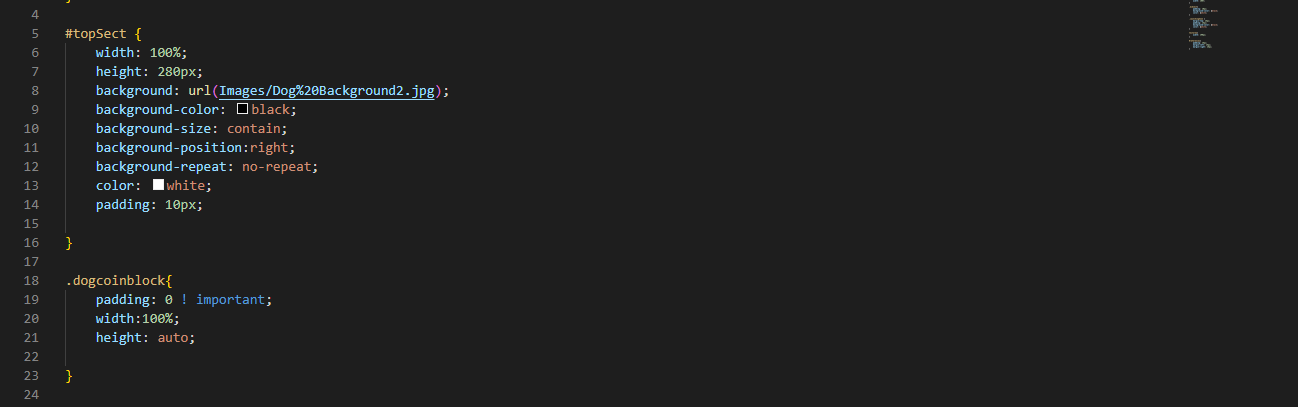 4
5 #topSect {
6 width: 100%;
7 height: 280px;
8 background: url(Images/Dog%20Background2.jpg);
9 background-color: black;
10 background-size: contain;
11 background-position:right;
12 background-repeat: no-repeat;
13 color: white;
14 padding: 10px;
15
16 }
17
18 .dogcoinblock{
19 padding: 0 ! important;
20 width:100%;
21 height: auto;
22
23 }
24